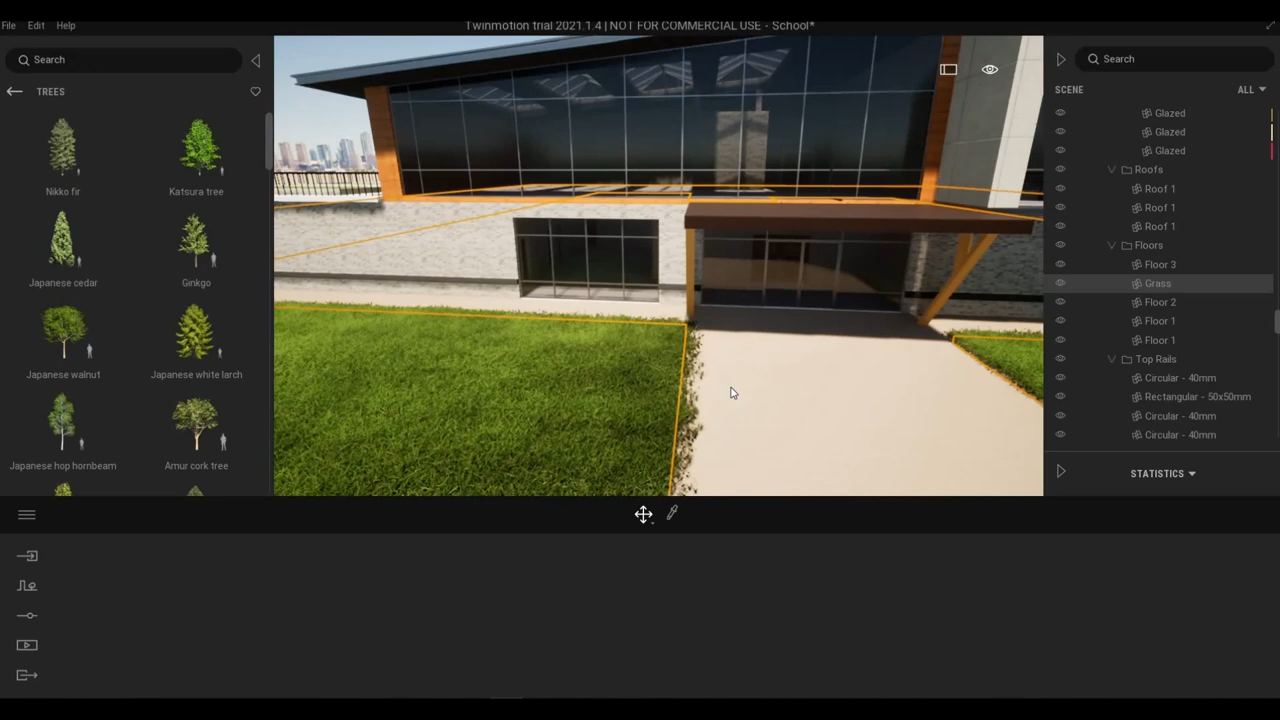 Twinmotion trial 2021.1.4 | NOT FOR COMMERCIAL USE - School*
File Edit Help
Search
TREES
Nikko fir Katsura tree
Japanese cedar Ginkgo
Japanese walnut Japanese white larch
Japanese hop hornbeam Amur cork tree
Search
SCENE ALL
Glazed
Glazed
Glazed
Roofs
Roof 1
Roof 1
Roof 1
Floors
Floor 3
Grass
Floor 2
Floor 1
Floor 1
Top Rails
Circular - 40mm
Rectangular - 50x50mm
Circular - 40mm
Circular - 40mm
STATISTICS